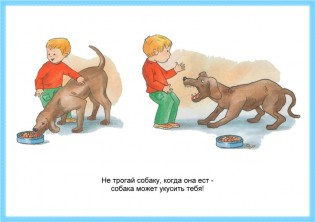 Не трогай собаку, когда она ест -
собака может укусить тебя!